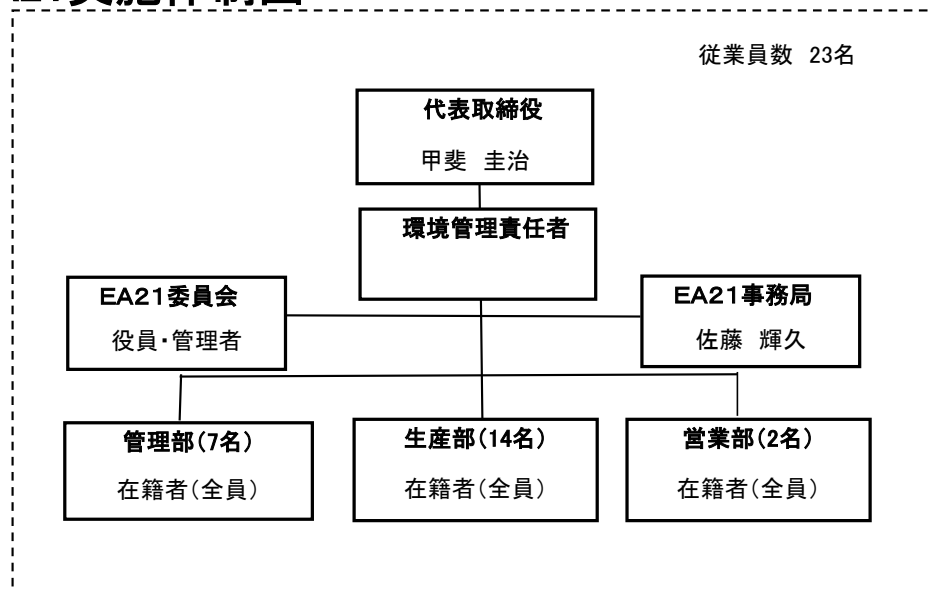 従業員数 23名
代表取締役
甲斐 圭治
環境管理責任者
EA21委員会
役員・管理者
EA21事務局
佐藤 輝久
管理部(7名)
在籍者(全員)
生産部(14名)
在籍者(全員)
営業部(2名)
在籍者(全員)